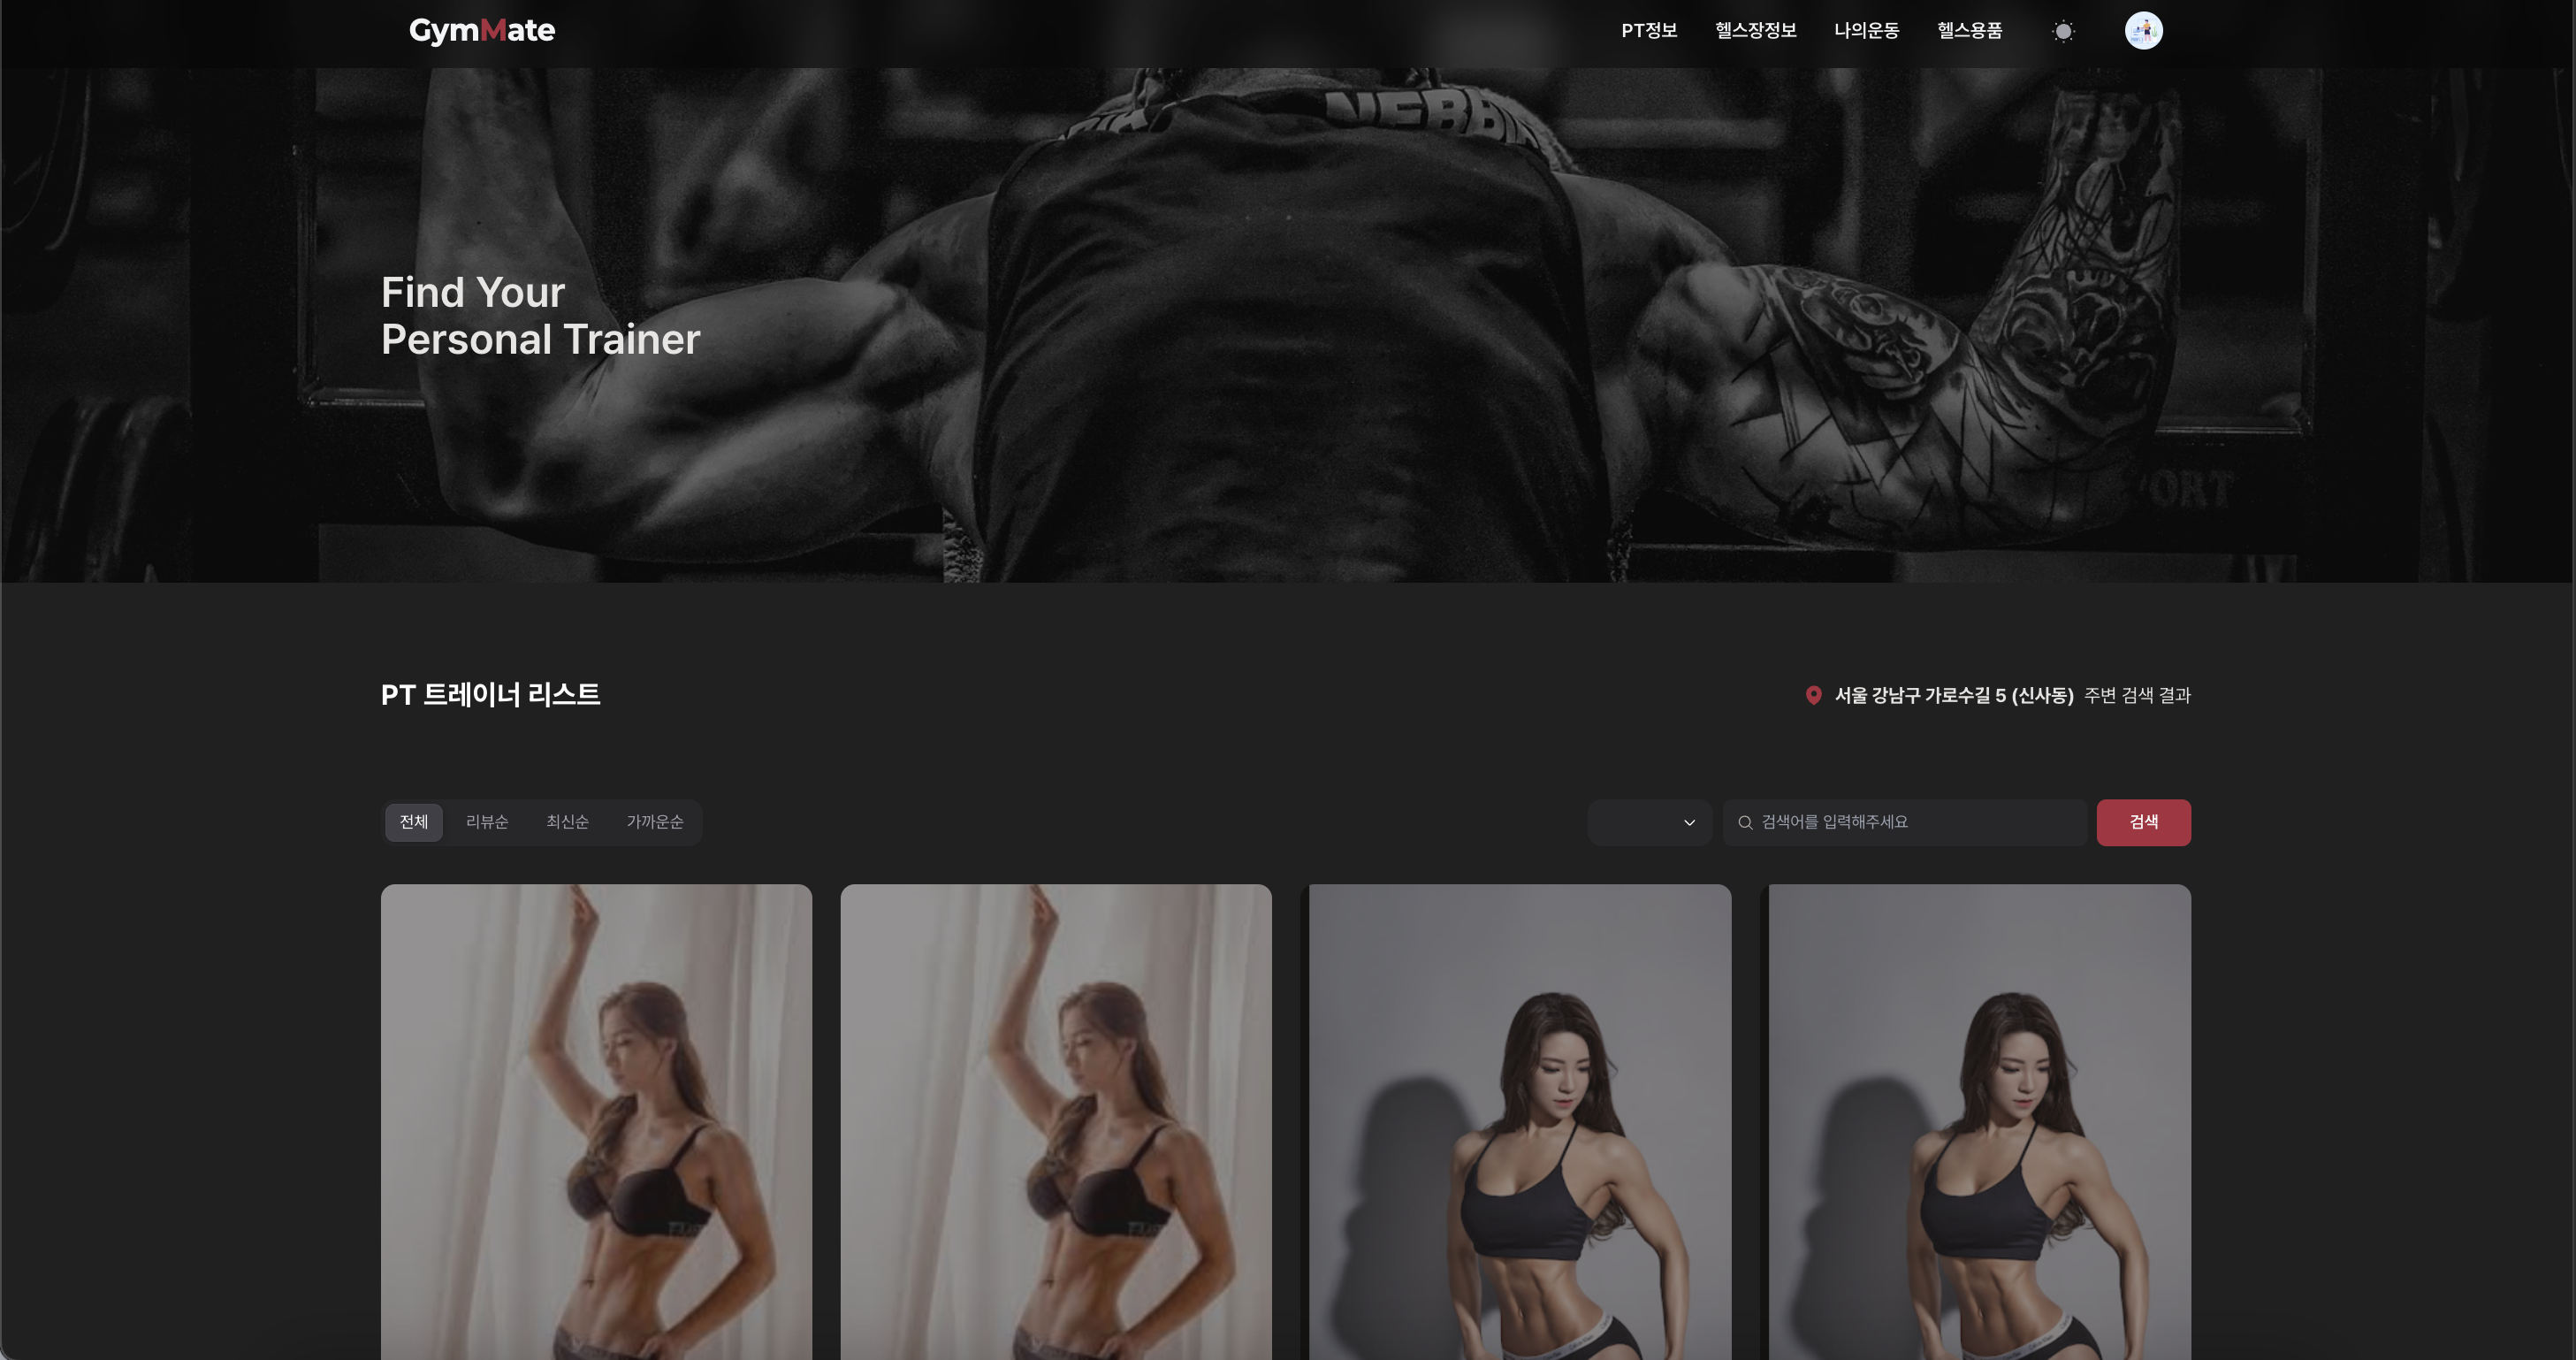 GymMate
PT정보 헬스장정보 나의운동 헬스용품
NEBBIA
Find Your
Personal Trainer
PT 트레이너 리스트
서울 강남구 가로수길 5 (신사동) 주변 검색 결과
전체 리뷰순 최신순 가까운순
검색어를 입력해주세요
검색